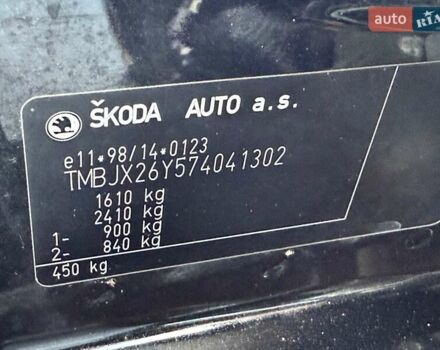 auto RIA
ŠKODA AUTO a.s.
e11*98/14*0123
TMBJX26Y574041302
1610 kg
2410 kg
1- 900 kg
2- 840 kg
450 kg